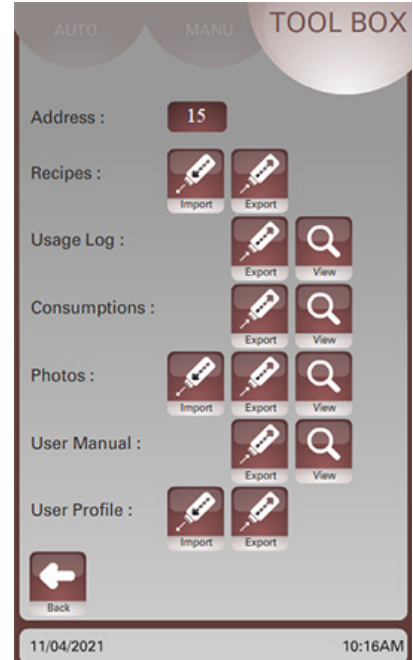 AUTO MANU TOOL BOX
Address : 15
Recipes :
Import Export
Usage Log :
Export View
Consumptions :
Export View
Photos :
Import Export View
User Manual :
Export View
User Profile :
Import Export
Back
11/04/2021 10:16AM